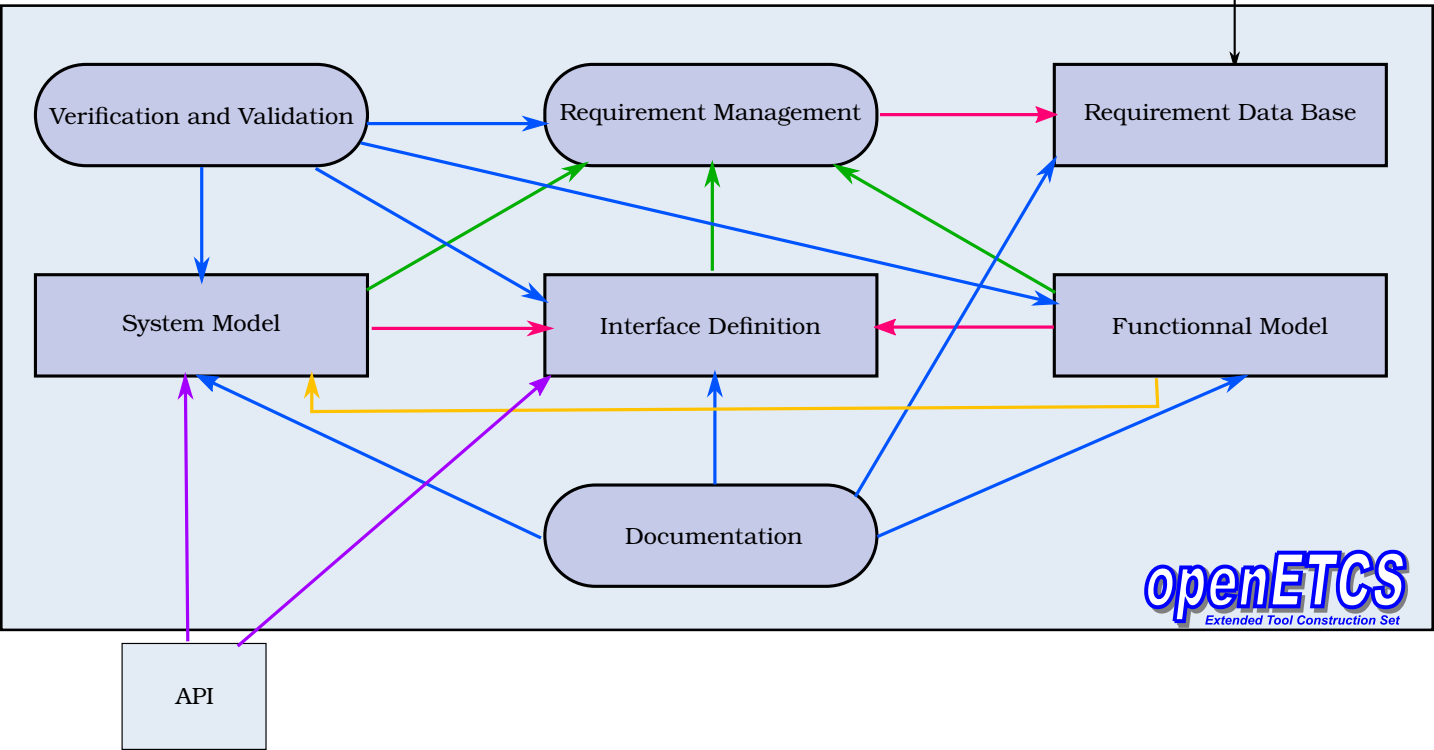 Verification and Validation
Requirement Management
Requirement Data Base
System Model
Interface Definition
Functionnal Model
Documentation
openETCS
Extended Tool Construction Set
API